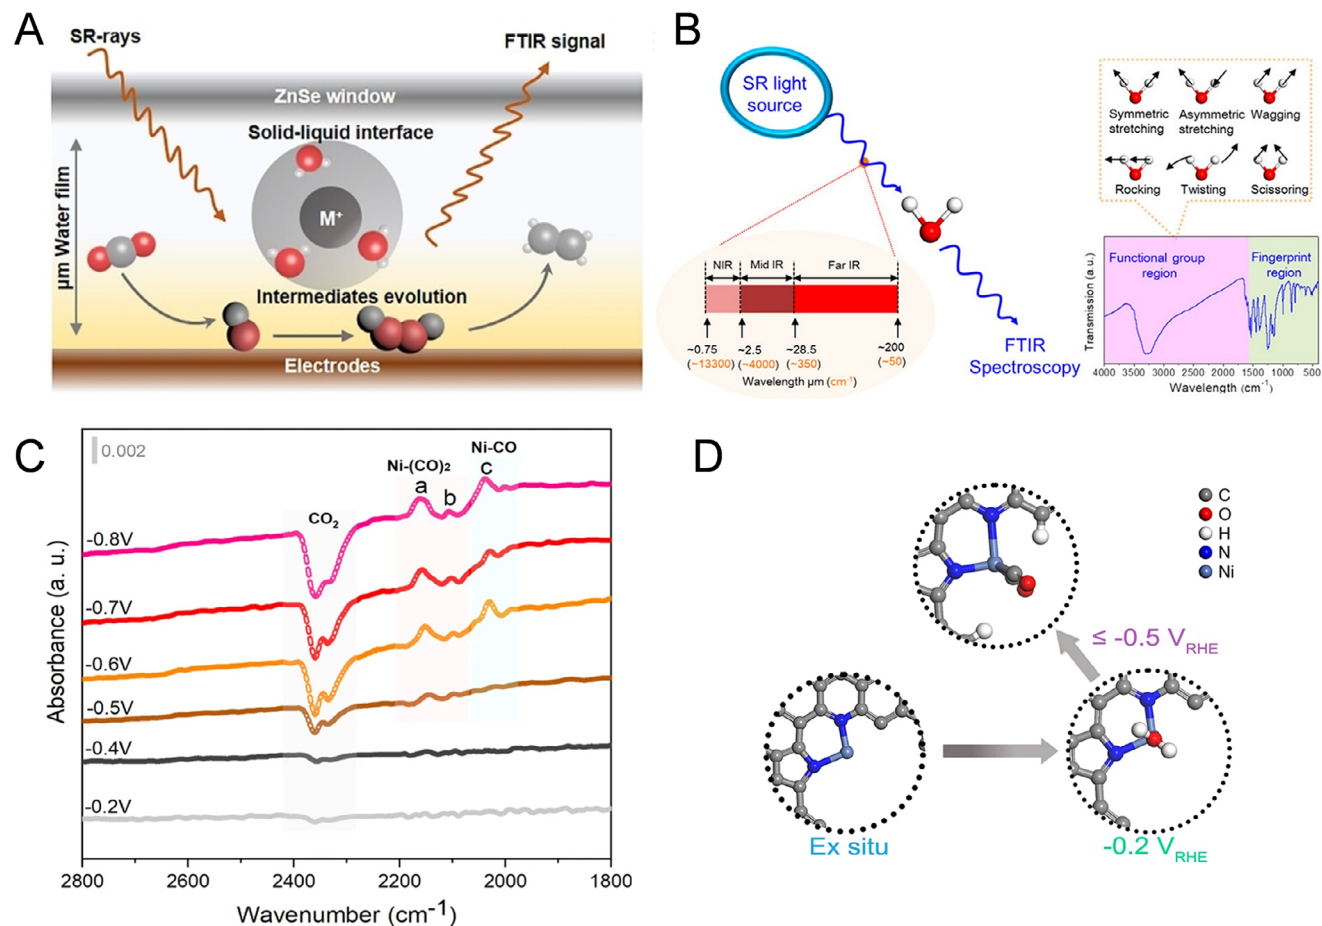 A
SR-rays
FTIR signal
ZnSe window
Solid-liquid interface
μm Water film
M⁺
Intermediates evolution
Electrodes
B
SR light
source
NIR
Mid IR
Far IR
~0.75
~2.5
~28.5
~200
(~13300)
(~4000)
(~350)
(~50)
Wavelength μm (cm⁻¹)
FTIR
Spectroscopy
Symmetric
stretching
Asymmetric
stretching
Wagging
Rocking
Twisting
Scissoring
Functional group
region
Fingerprint
region
Transmission (a.u.)
4000 3500 3000 2500 2000 1500 1000 500
Wavelength (cm⁻¹)
C
0.002
Ni-CO
Ni-(CO)₂
a
b
c
CO₂
-0.8V
-0.7V
-0.6V
-0.5V
-0.4V
-0.2V
Absorbance (a. u.)
2800 2600 2400 2200 2000 1800
Wavenumber (cm⁻¹)
D
C
O
H
N
Ni
≤ -0.5 V_RHE
Ex situ
-0.2 V_RHE